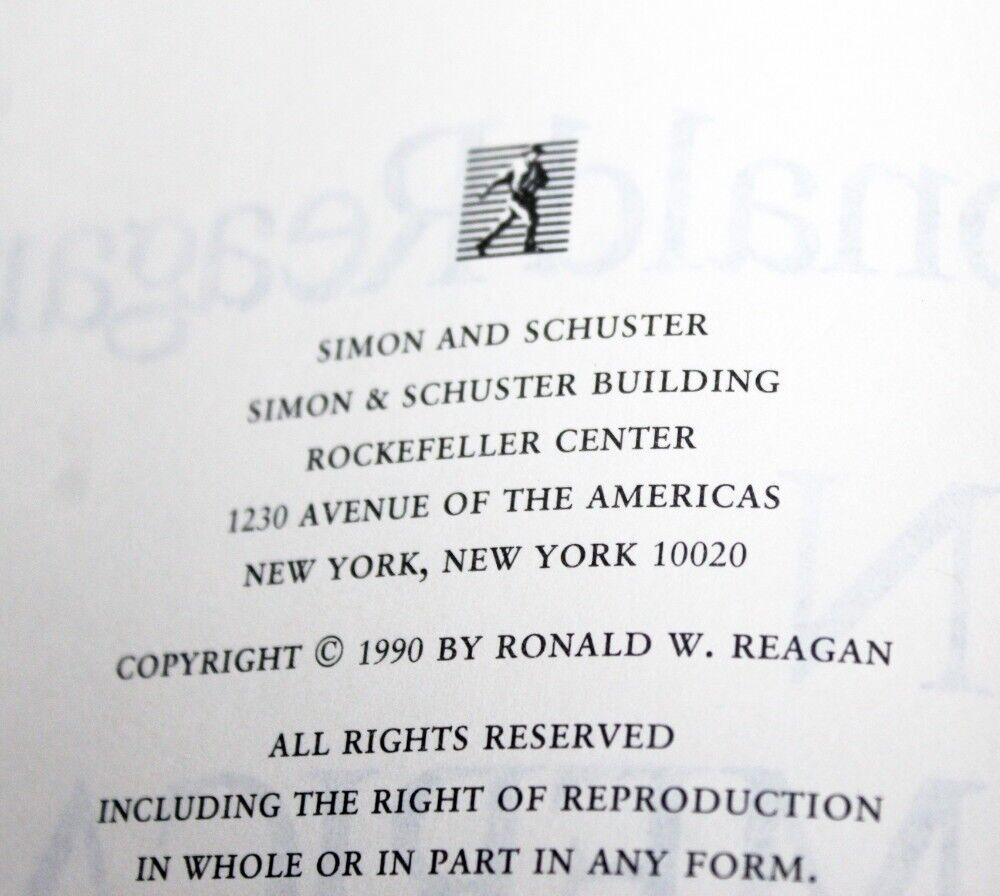 SIMON AND SCHUSTER
SIMON & SCHUSTER BUILDING
ROCKEFELLER CENTER
1230 AVENUE OF THE AMERICAS
NEW YORK, NEW YORK 10020
COPYRIGHT © 1990 BY RONALD W. REAGAN
ALL RIGHTS RESERVED
INCLUDING THE RIGHT OF REPRODUCTION
IN WHOLE OR IN PART IN ANY FORM.